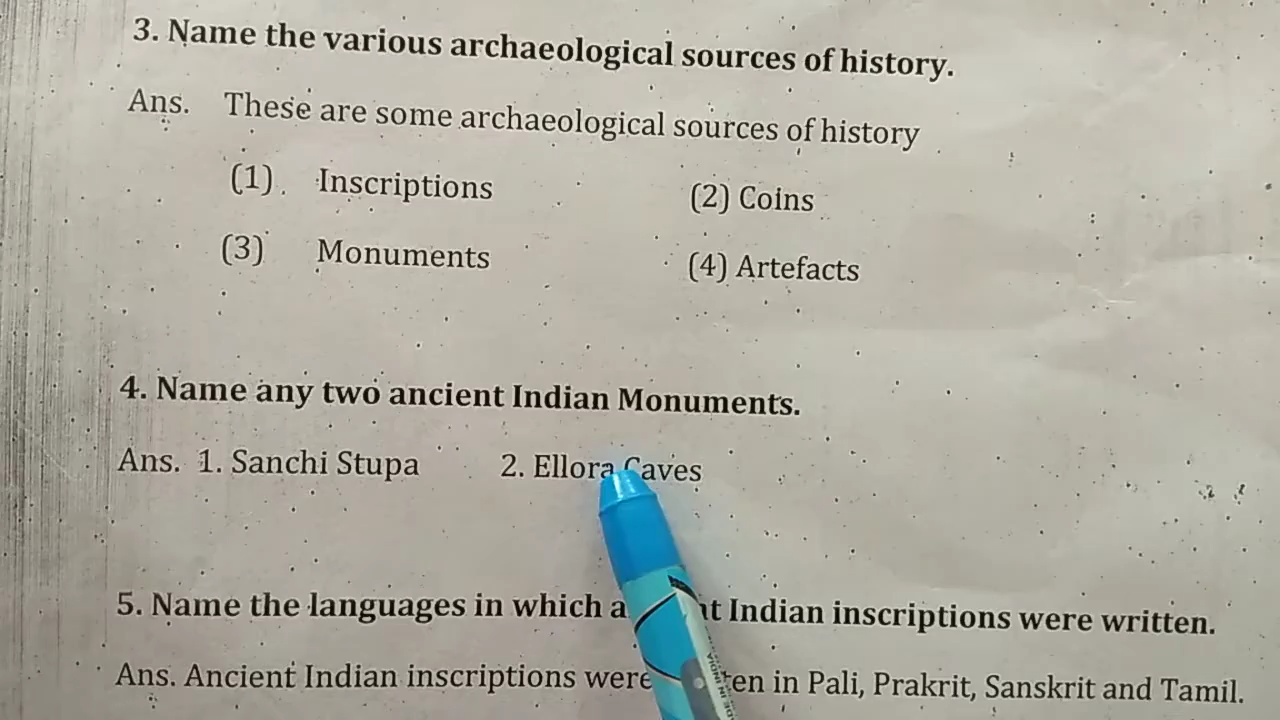 3. Name the various archaeological sources of history.
Ans. These are some archaeological sources of history
(1) Inscriptions (2) Coins
(3) Monuments (4) Artefacts
4. Name any two ancient Indian Monuments.
Ans. 1. Sanchi Stupa 2. Ellora Caves
5. Name the languages in which Indian inscriptions were written.
Ans. Ancient Indian inscriptions were in Pali, Prakrit, Sanskrit and Tamil.